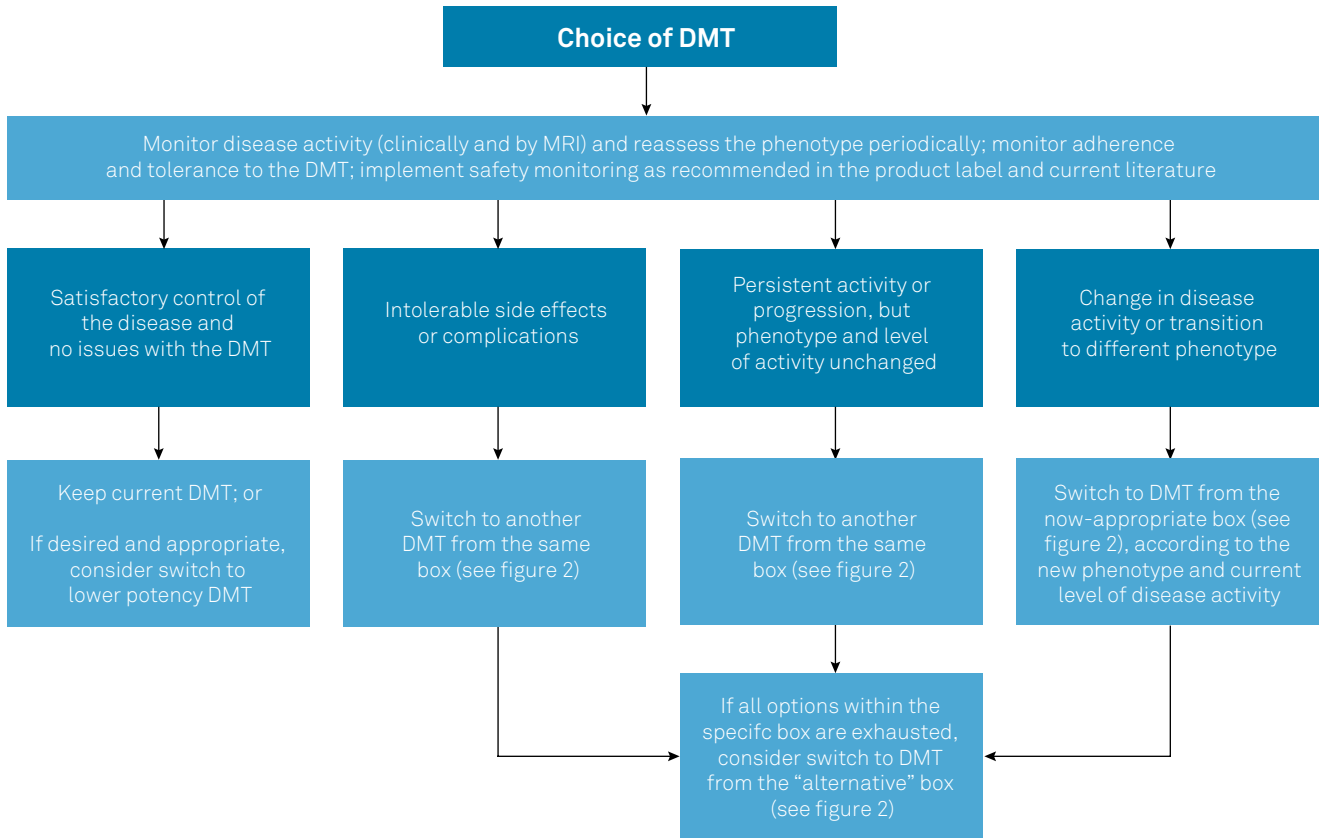 Choice of DMT
Monitor disease activity (clinically and by MRI) and reassess the phenotype periodically; monitor adherence
and tolerance to the DMT; implement safety monitoring as recommended in the product label and current literature
Satisfactory control of
the disease and
no issues with the DMT
Intolerable side effects
or complications
Persistent activity or
progression, but
phenotype and level
of activity unchanged
Change in disease
activity or transition
to different phenotype
Keep current DMT; or
If desired and appropriate,
consider switch to
lower potency DMT
Switch to another
DMT from the same
box (see figure 2)
Switch to another
DMT from the same
box (see figure 2)
Switch to DMT from the
now-appropriate box (see
figure 2), according to the
new phenotype and current
level of disease activity
If all options within the
specifc box are exhausted,
consider switch to DMT
from the “alternative” box
(see figure 2)